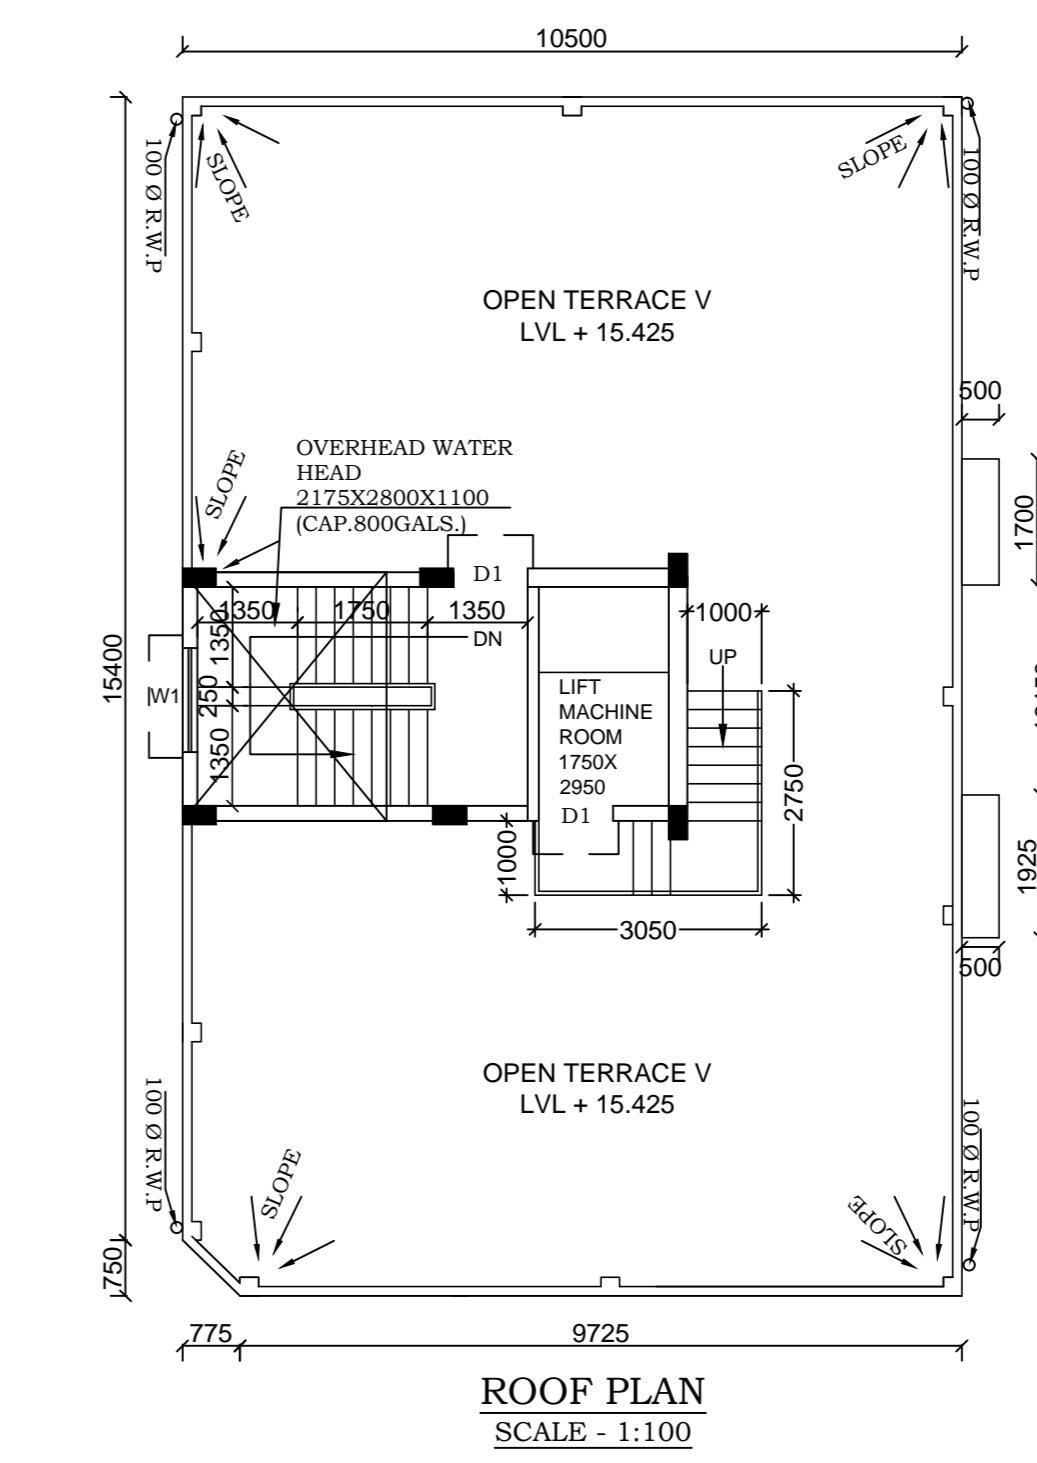 10500
100 Ø R.W.P
SLOPE
SLOPE
100 Ø R.W.P
OPEN TERRACE V
LVL + 15.425
500
OVERHEAD WATER
HEAD
2175X2800X1100
(CAP.800GALS.)
SLOPE
1700
D1
1350
1750
1350
1000
1350
DN
UP
15400
W1
250
LIFT
MACHINE
ROOM
1750X
2950
1350
2750
D1
1000
1925
3050
500
OPEN TERRACE V
LVL + 15.425
100 Ø R.W.P
100 Ø R.W.P
SLOPE
SLOPE
750
775
9725
ROOF PLAN
SCALE - 1:100